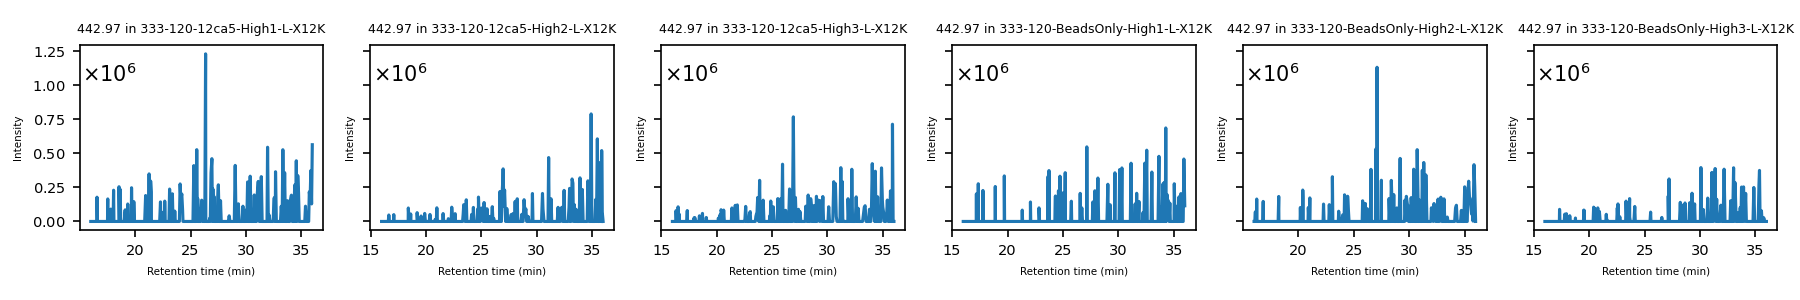 442.97 in 333-120-12ca5-High1-L-X12K
442.97 in 333-120-12ca5-High2-L-X12K
442.97 in 333-120-12ca5-High3-L-X12K
442.97 in 333-120-BeadsOnly-High1-L-X12K
442.97 in 333-120-BeadsOnly-High2-L-X12K
442.97 in 333-120-BeadsOnly-High3-L-X12K
1.25
1.00
0.75
0.50
0.25
0.00
×10⁶
×10⁶
×10⁶
×10⁶
×10⁶
×10⁶
Intensity
Intensity
Intensity
Intensity
Intensity
Intensity
20 25 30 35
15 20 25 30 35
15 20 25 30 35
15 20 25 30 35
20 25 30 35
15 20 25 30 35
Retention time (min)
Retention time (min)
Retention time (min)
Retention time (min)
Retention time (min)
Retention time (min)